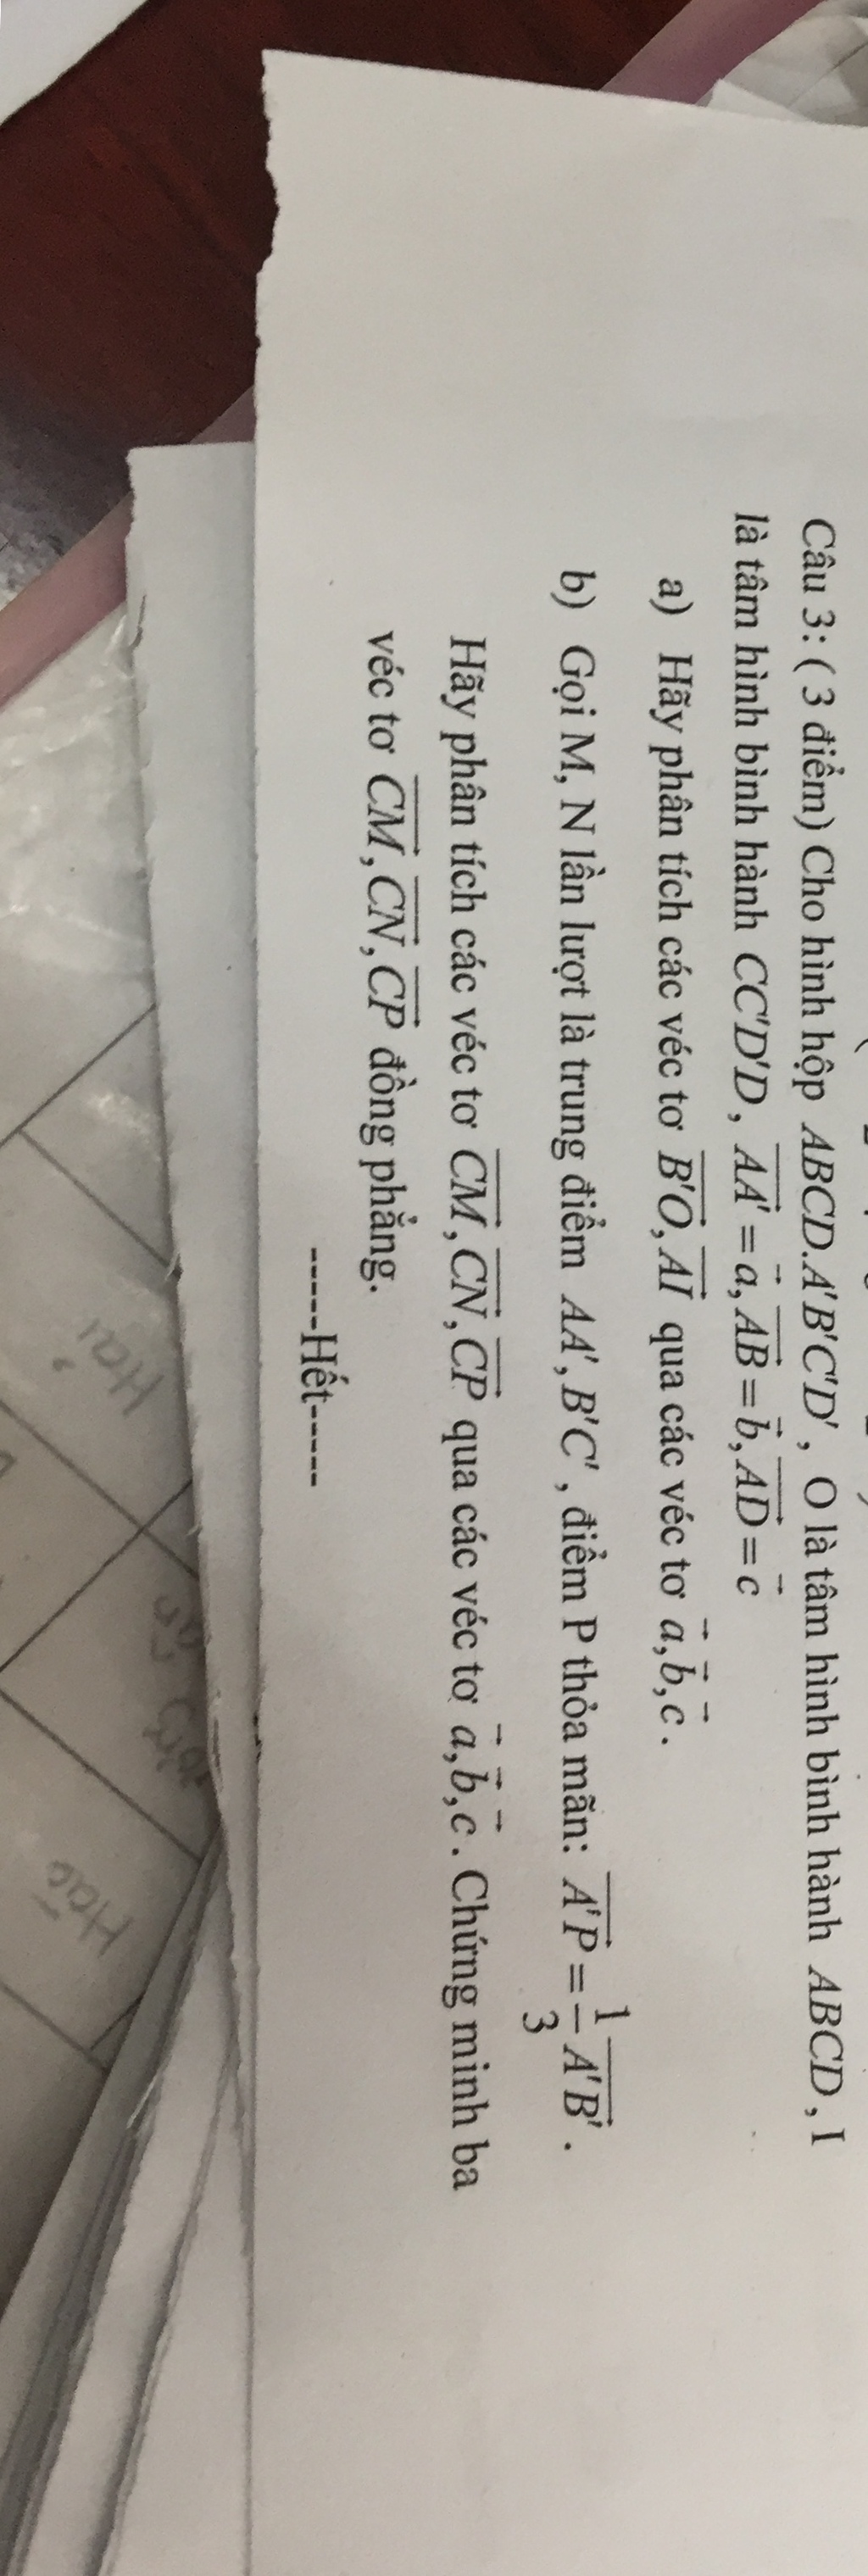 Câu 3: ( 3 điểm) Cho hình hộp ABCD.A'B'C'D', O là tâm hình bình hành ABCD, I
là tâm hình bình hành CC'D'D, $\overrightarrow{AA'}=\vec{a}, \overrightarrow{AB}=\vec{b}, \overrightarrow{AD}=\vec{c}$
a) Hãy phân tích các véc tơ $\overrightarrow{B'O}, \overrightarrow{AI}$ qua các véc tơ $\vec{a},\vec{b},\vec{c}$.
b) Gọi M, N lần lượt là trung điểm AA', B'C', điểm P thỏa mãn: $\overrightarrow{A'P}=\frac{1}{3}\overrightarrow{A'B'}$.
Hãy phân tích các véc tơ $\overrightarrow{CM},\overrightarrow{CN},\overrightarrow{CP}$ qua các véc tơ $\vec{a},\vec{b},\vec{c}$. Chứng minh ba
véc tơ $\overrightarrow{CM},\overrightarrow{CN},\overrightarrow{CP}$ đồng phẳng.
-----Hết-----
Hải
Hảo